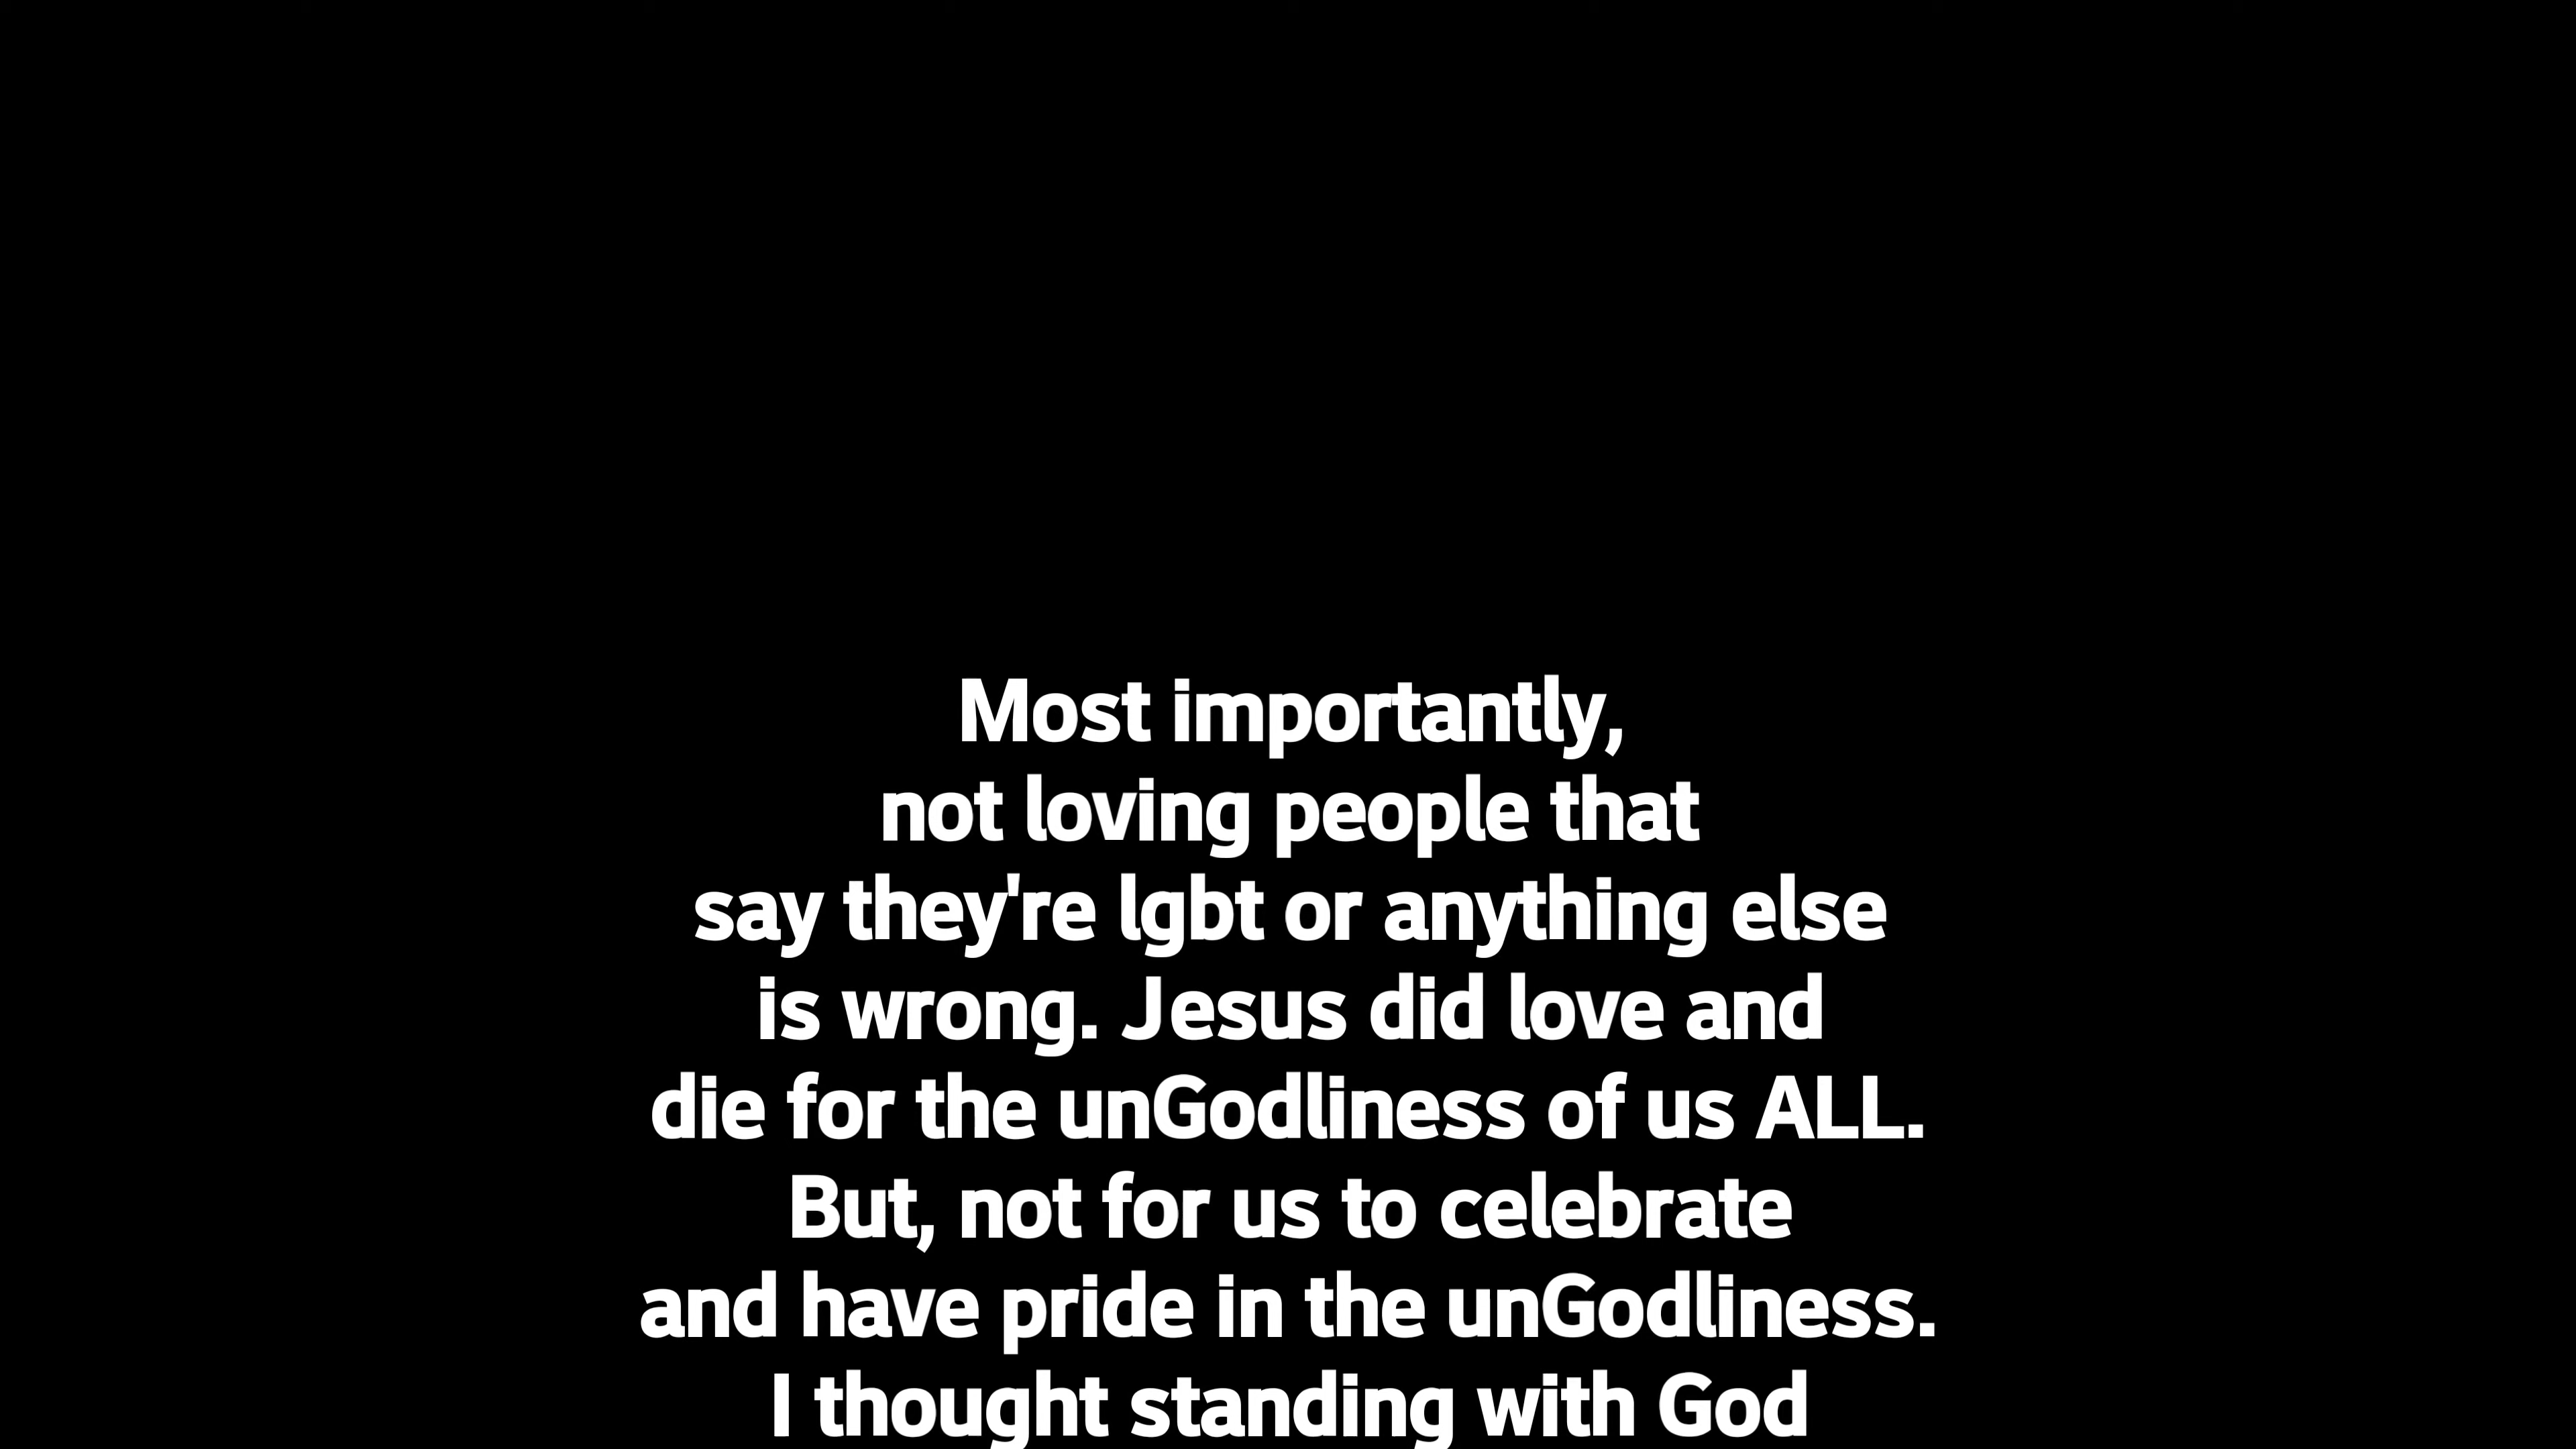 Most importantly,
not loving people that
say they're lgbt or anything else
is wrong. Jesus did love and
die for the unGodliness of us ALL.
But, not for us to celebrate
and have pride in the unGodliness.
I thought standing with God